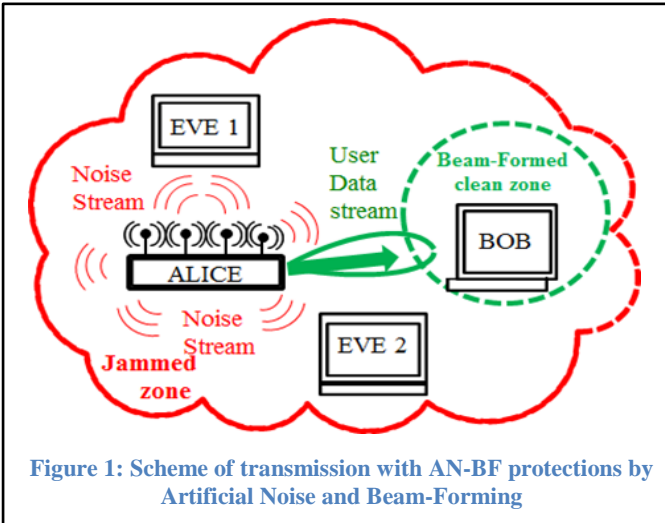 EVE 1
Noise
Stream
User
Data
stream
Beam-Formed
clean zone
BOB
ALICE
Noise
Stream
EVE 2
Jammed
zone
Figure 1: Scheme of transmission with AN-BF protections by
Artificial Noise and Beam-Forming